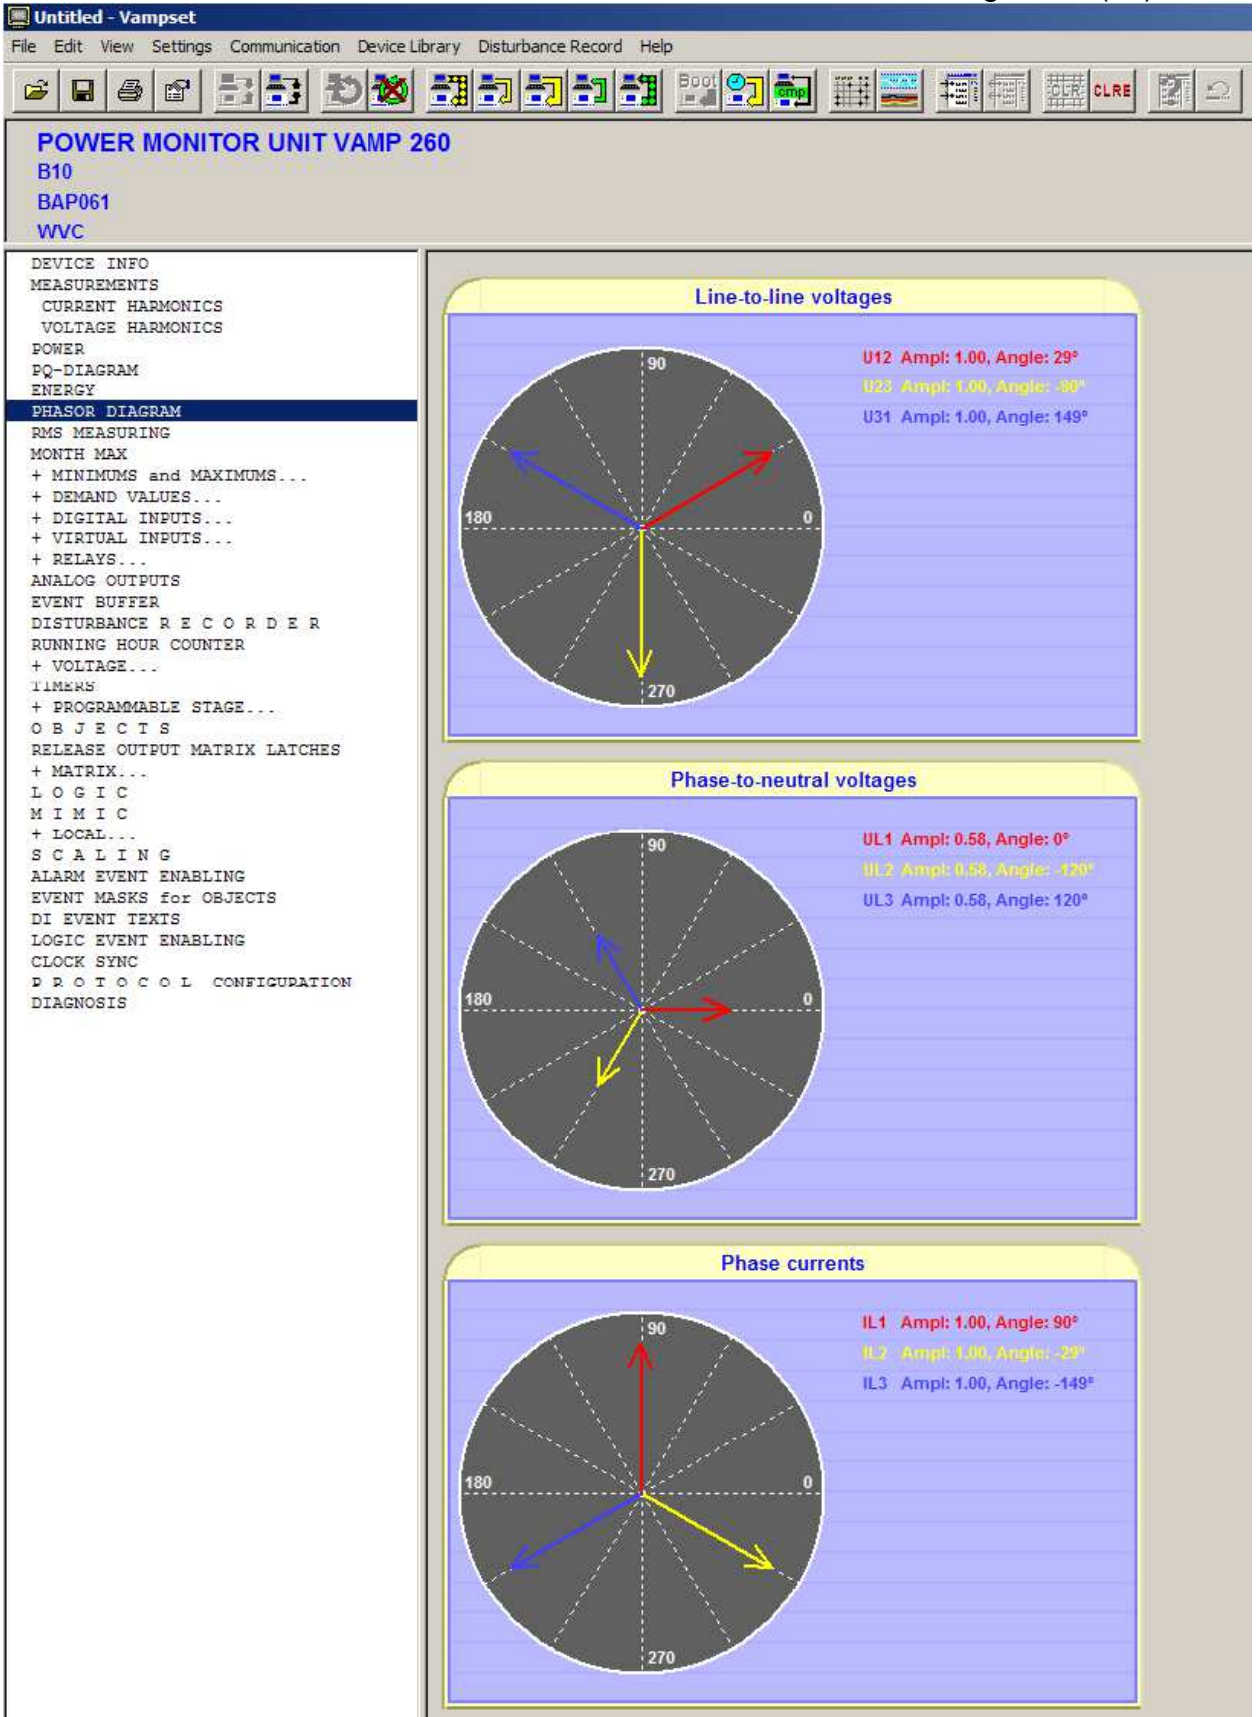 Untitled - Vampset
File Edit View Settings Communication Device Library Disturbance Record Help
Boot cmp CLR CLRE
POWER MONITOR UNIT VAMP 260
B10
BAP061
WVC
DEVICE INFO
MEASUREMENTS
CURRENT HARMONICS
VOLTAGE HARMONICS
POWER
PQ-DIAGRAM
ENERGY
PHASOR DIAGRAM
RMS MEASURING
MONTH MAX
+ MINIMUMS and MAXIMUMS...
+ DEMAND VALUES...
+ DIGITAL INPUTS...
+ VIRTUAL INPUTS...
+ RELAYS...
ANALOG OUTPUTS
EVENT BUFFER
DISTURBANCE R E C O R D E R
RUNNING HOUR COUNTER
+ VOLTAGE...
TIMERS
+ PROGRAMMABLE STAGE...
O B J E C T S
RELEASE OUTPUT MATRIX LATCHES
+ MATRIX...
L O G I C
M I M I C
+ LOCAL...
S C A L I N G
ALARM EVENT ENABLING
EVENT MASKS for OBJECTS
DI EVENT TEXTS
LOGIC EVENT ENABLING
CLOCK SYNC
P R O T O C O L CONFIGURATION
DIAGNOSIS
Line-to-line voltages
90
180
0
270
U12 Ampl: 1.00, Angle: 29°
U23 Ampl: 1.00, Angle: -90°
U31 Ampl: 1.00, Angle: 149°
Phase-to-neutral voltages
90
180
0
270
UL1 Ampl: 0.58, Angle: 0°
UL2 Ampl: 0.58, Angle: -120°
UL3 Ampl: 0.58, Angle: 120°
Phase currents
90
180
0
270
IL1 Ampl: 1.00, Angle: 90°
IL2 Ampl: 1.00, Angle: -29°
IL3 Ampl: 1.00, Angle: -149°